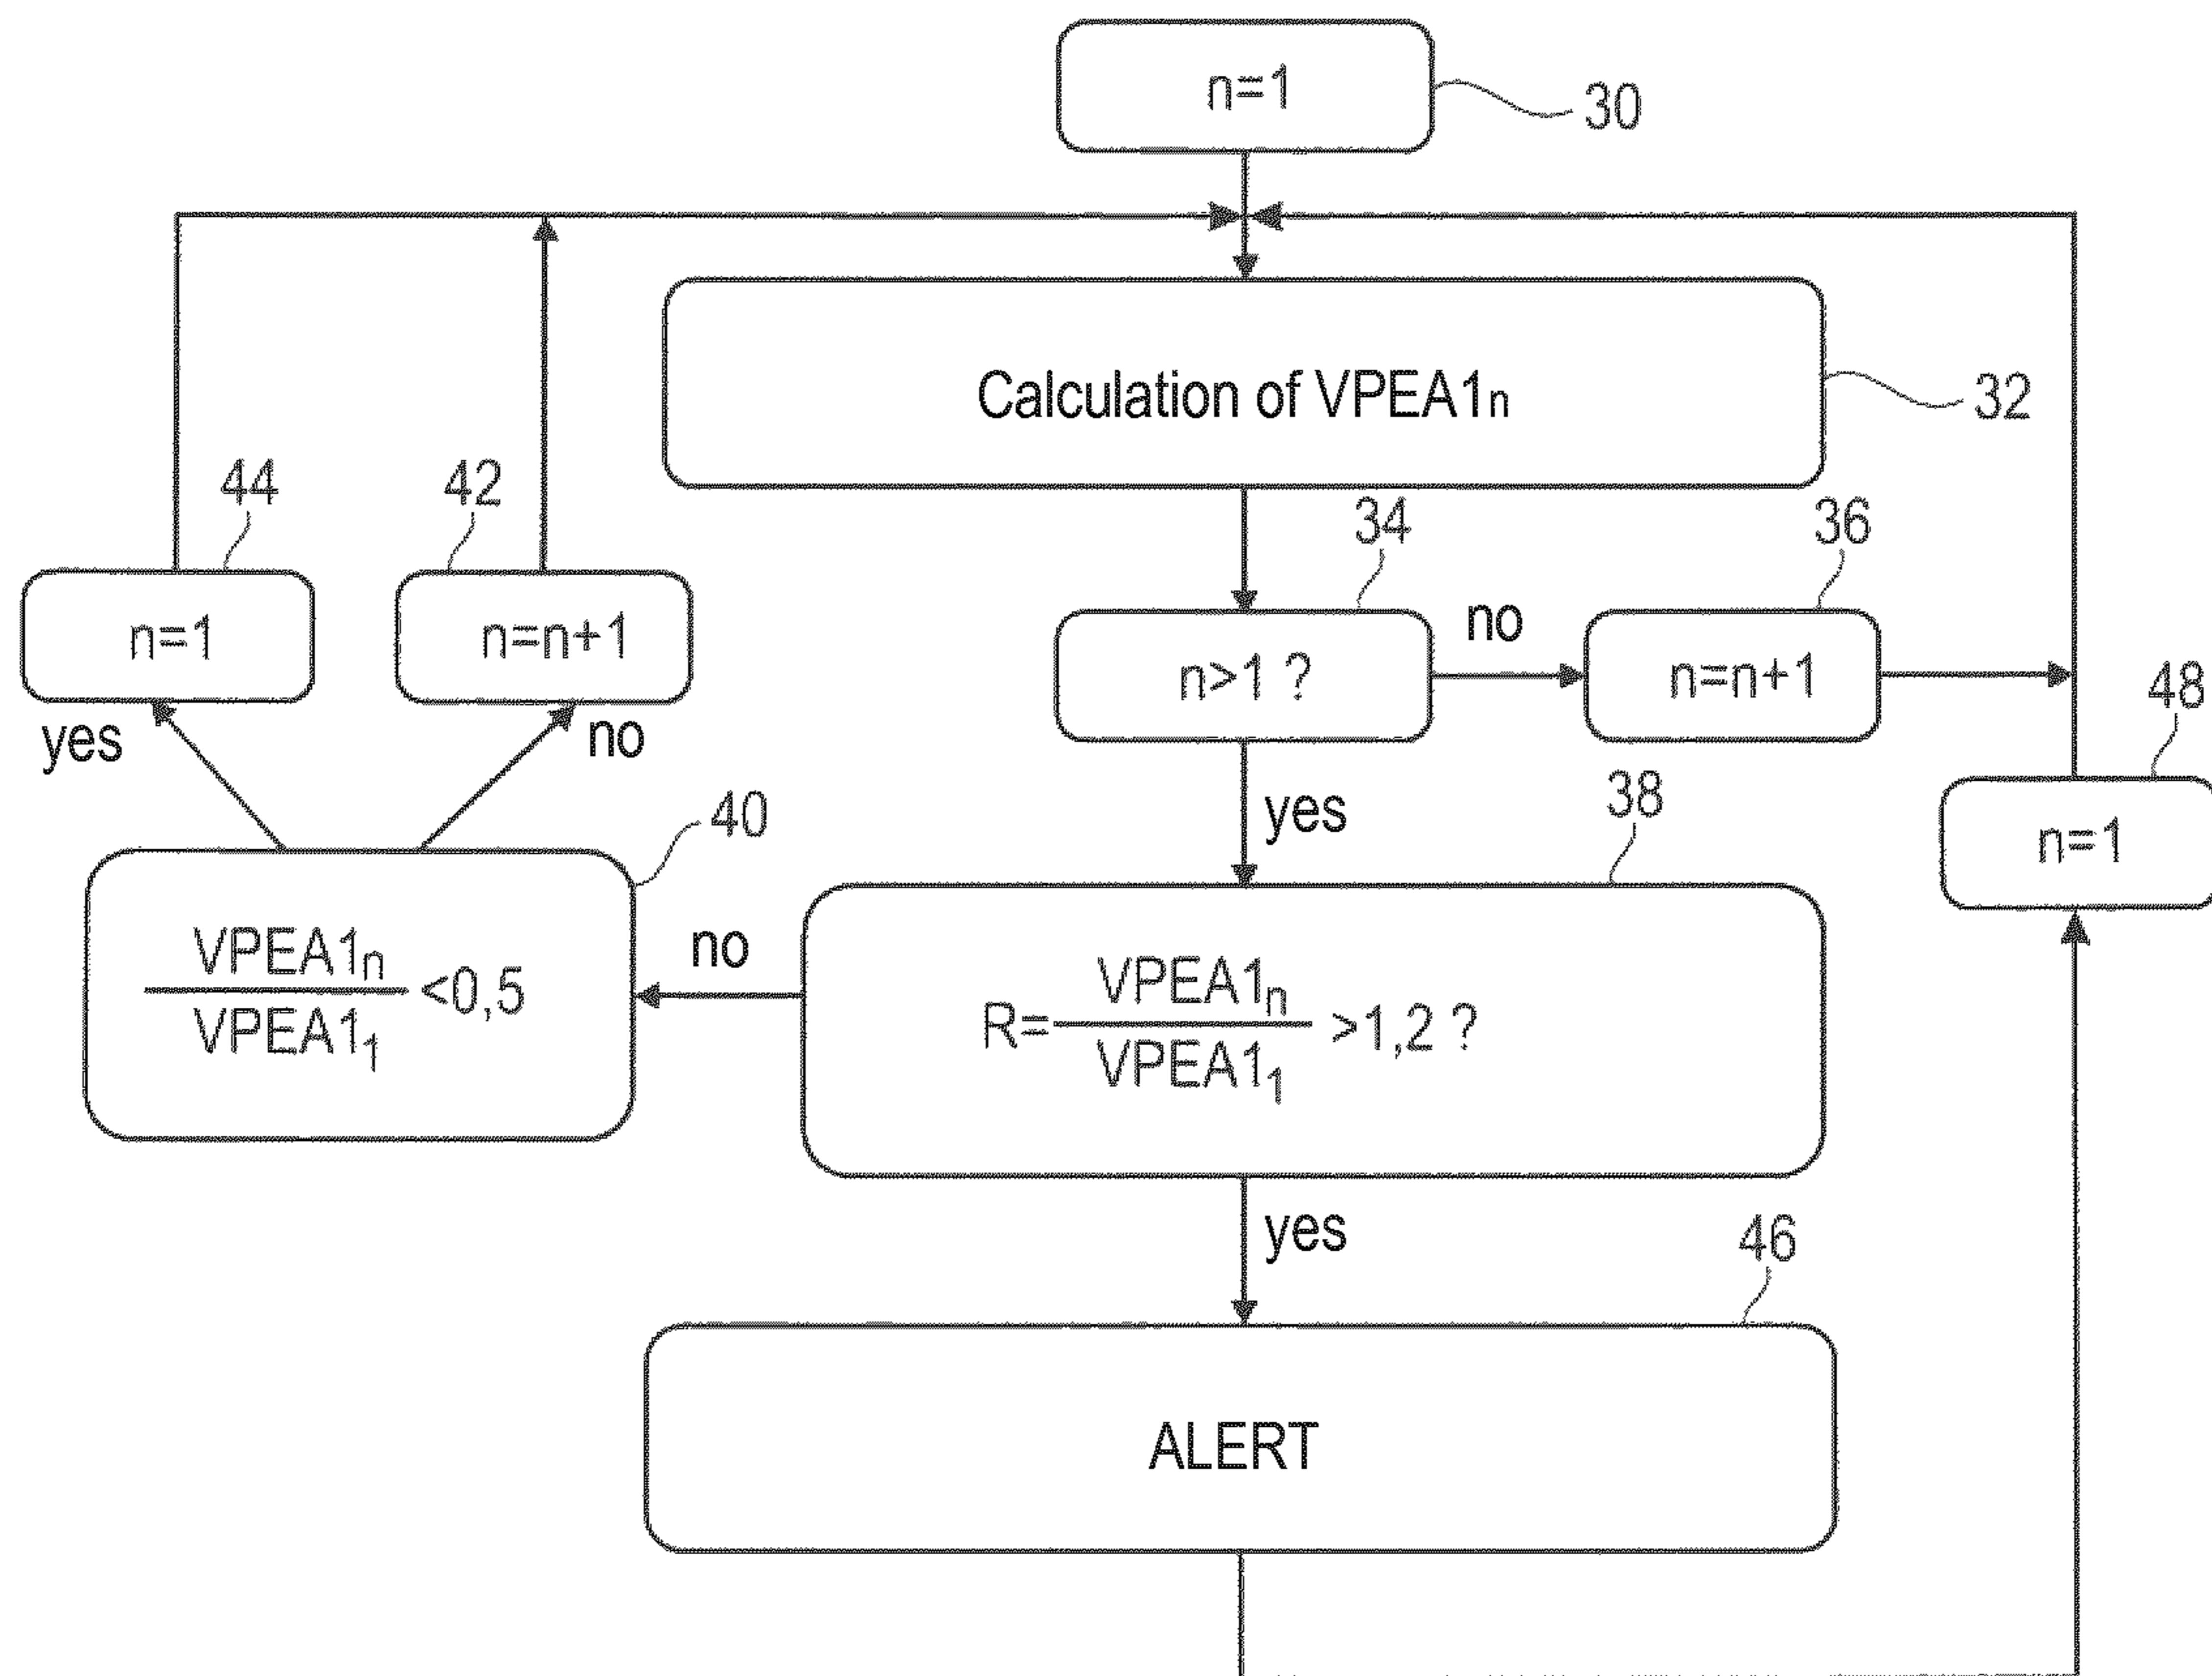 n=1
30
Calculation of VPEA1n
32
44
42
34
36
n=1
n=n+1
n>1 ?
no
n=n+1
48
yes
no
yes
38
n=1
40
VPEA1n
VPEA11
<0,5
no
R=
VPEA1n
VPEA11
>1,2 ?
yes
46
ALERT